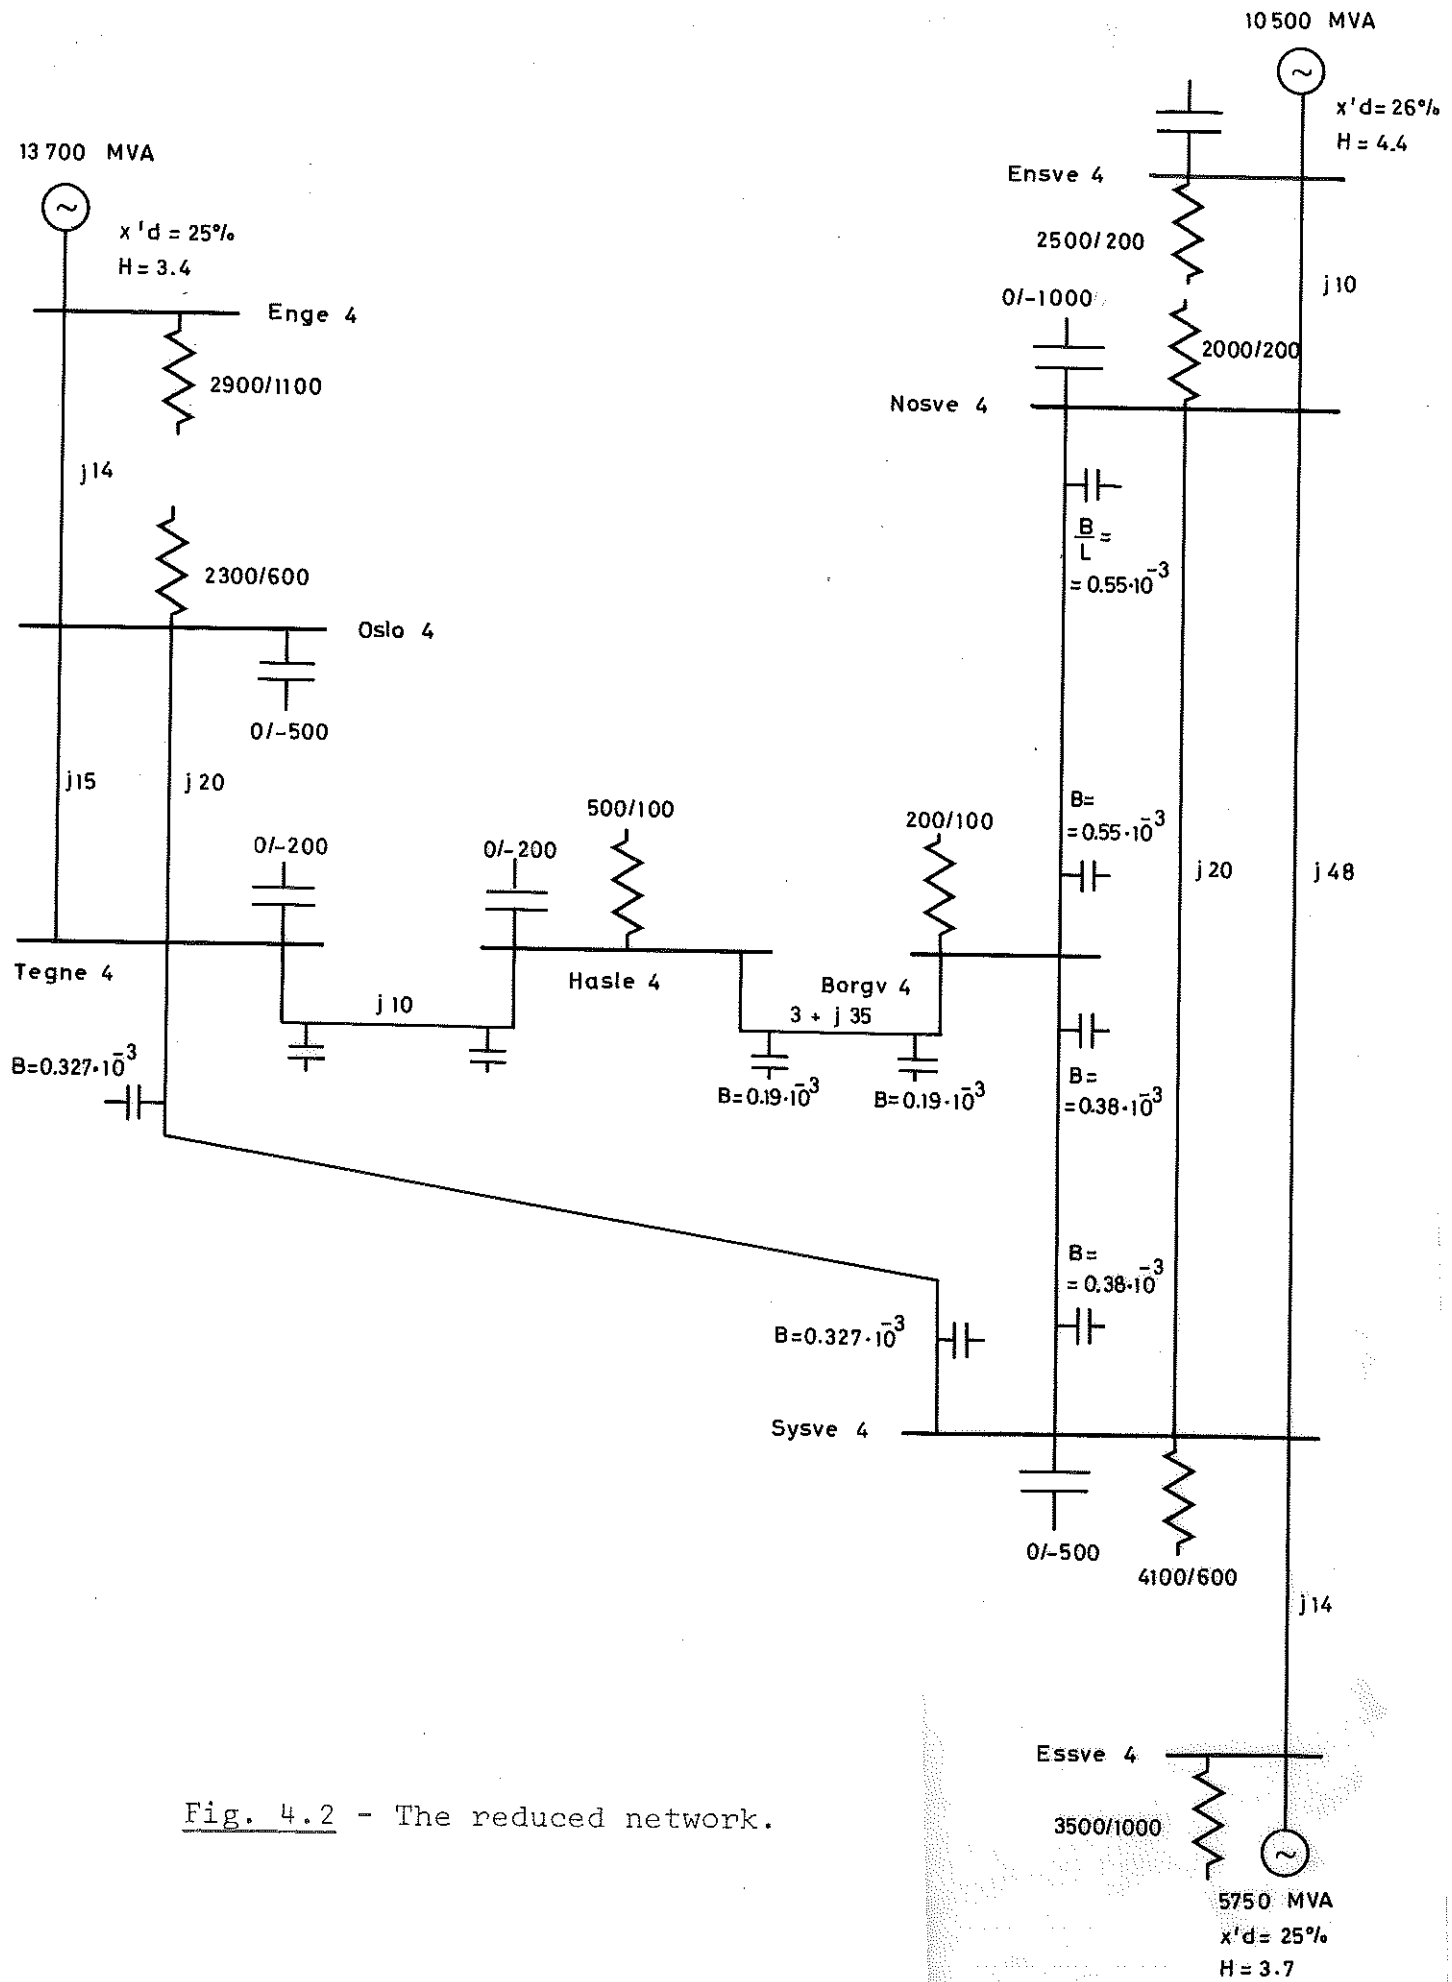 10500 MVA
x'd = 26%
H = 4.4
13700 MVA
x'd = 25%
H = 3.4
Ensve 4
2500/200
j10
0/-1000
2000/200
Enge 4
2900/1100
Nosve 4
j14
B/L =
= 0.55·10⁻³
2300/600
Oslo 4
0/-500
j15
j20
500/100
200/100
B=
=0.55·10⁻³
0/-200
0/-200
j20
j48
Tegne 4
Hasle 4
Borgv 4
j10
3 + j35
B=0.327·10⁻³
B=0.19·10⁻³
B=0.19·10⁻³
B=
=0.38·10⁻³
B=
= 0.38·10⁻³
B=0.327·10⁻³
Sysve 4
0/-500
4100/600
j14
Essve 4
3500/1000
5750 MVA
x'd = 25%
H = 3.7
Fig. 4.2 - The reduced network.